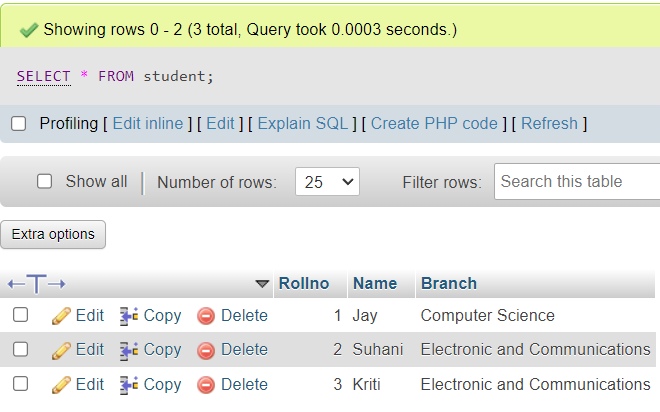 Showing rows 0 - 2 (3 total, Query took 0.0003 seconds.)
SELECT * FROM student;
Profiling [ Edit inline ] [ Edit ] [ Explain SQL ] [ Create PHP code ] [ Refresh ]
Show all Number of rows: 25 Filter rows: Search this table
Extra options
Rollno Name Branch
Edit Copy Delete 1 Jay Computer Science
Edit Copy Delete 2 Suhani Electronic and Communications
Edit Copy Delete 3 Kriti Electronic and Communications